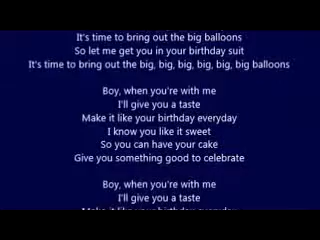 It's time to bring out the big balloons
So let me get you in your birthday suit
It's time to bring out the big, big, big, big, big, big balloons
Boy, when you're with me
I'll give you a taste
Make it like your birthday everyday
I know you like it sweet
So you can have your cake
Give you something good to celebrate
Boy, when you're with me
I'll give you a taste
Make it like your birthday everyday